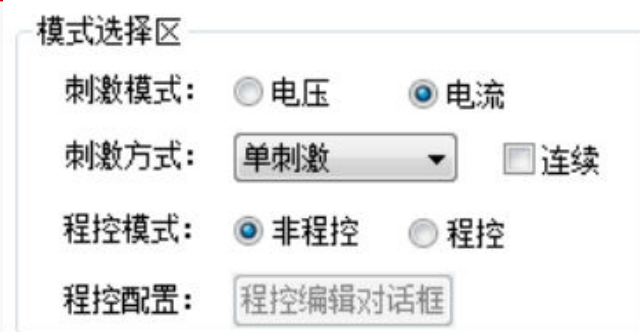 模式选择区
刺激模式： 电压 电流
刺激方式： 单刺激 连续
程控模式： 非程控 程控
程控配置： 程控编辑对话框